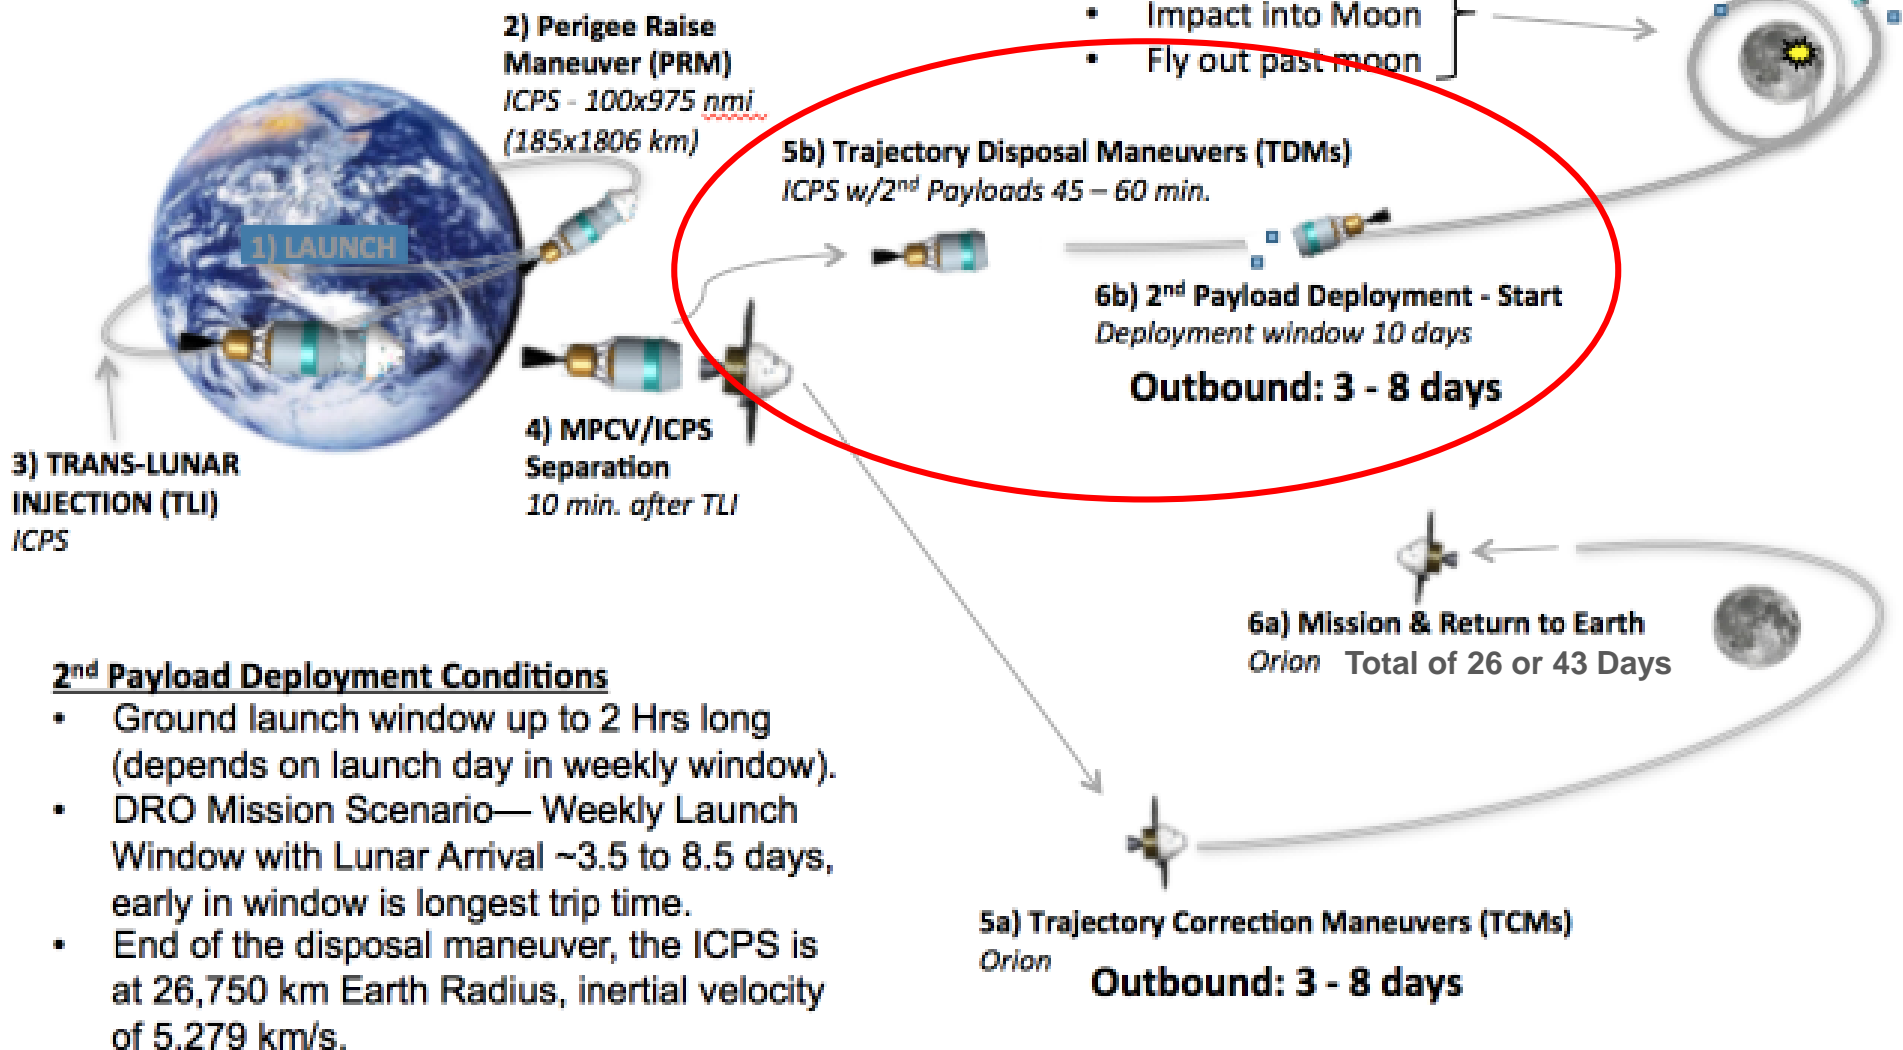 • Impact into Moon
• Fly out past moon
2) Perigee Raise
Maneuver (PRM)
ICPS - 100x975 nmi
(185x1806 km)
1) LAUNCH
5b) Trajectory Disposal Maneuvers (TDMs)
ICPS w/2nd Payloads 45 – 60 min.
6b) 2nd Payload Deployment - Start
Deployment window 10 days
Outbound: 3 - 8 days
3) TRANS-LUNAR
INJECTION (TLI)
ICPS
4) MPCV/ICPS
Separation
10 min. after TLI
6a) Mission & Return to Earth
Orion Total of 26 or 43 Days
5a) Trajectory Correction Maneuvers (TCMs)
Orion
Outbound: 3 - 8 days
2nd Payload Deployment Conditions
• Ground launch window up to 2 Hrs long
(depends on launch day in weekly window).
• DRO Mission Scenario— Weekly Launch
Window with Lunar Arrival ~3.5 to 8.5 days,
early in window is longest trip time.
• End of the disposal maneuver, the ICPS is
at 26,750 km Earth Radius, inertial velocity
of 5.279 km/s.